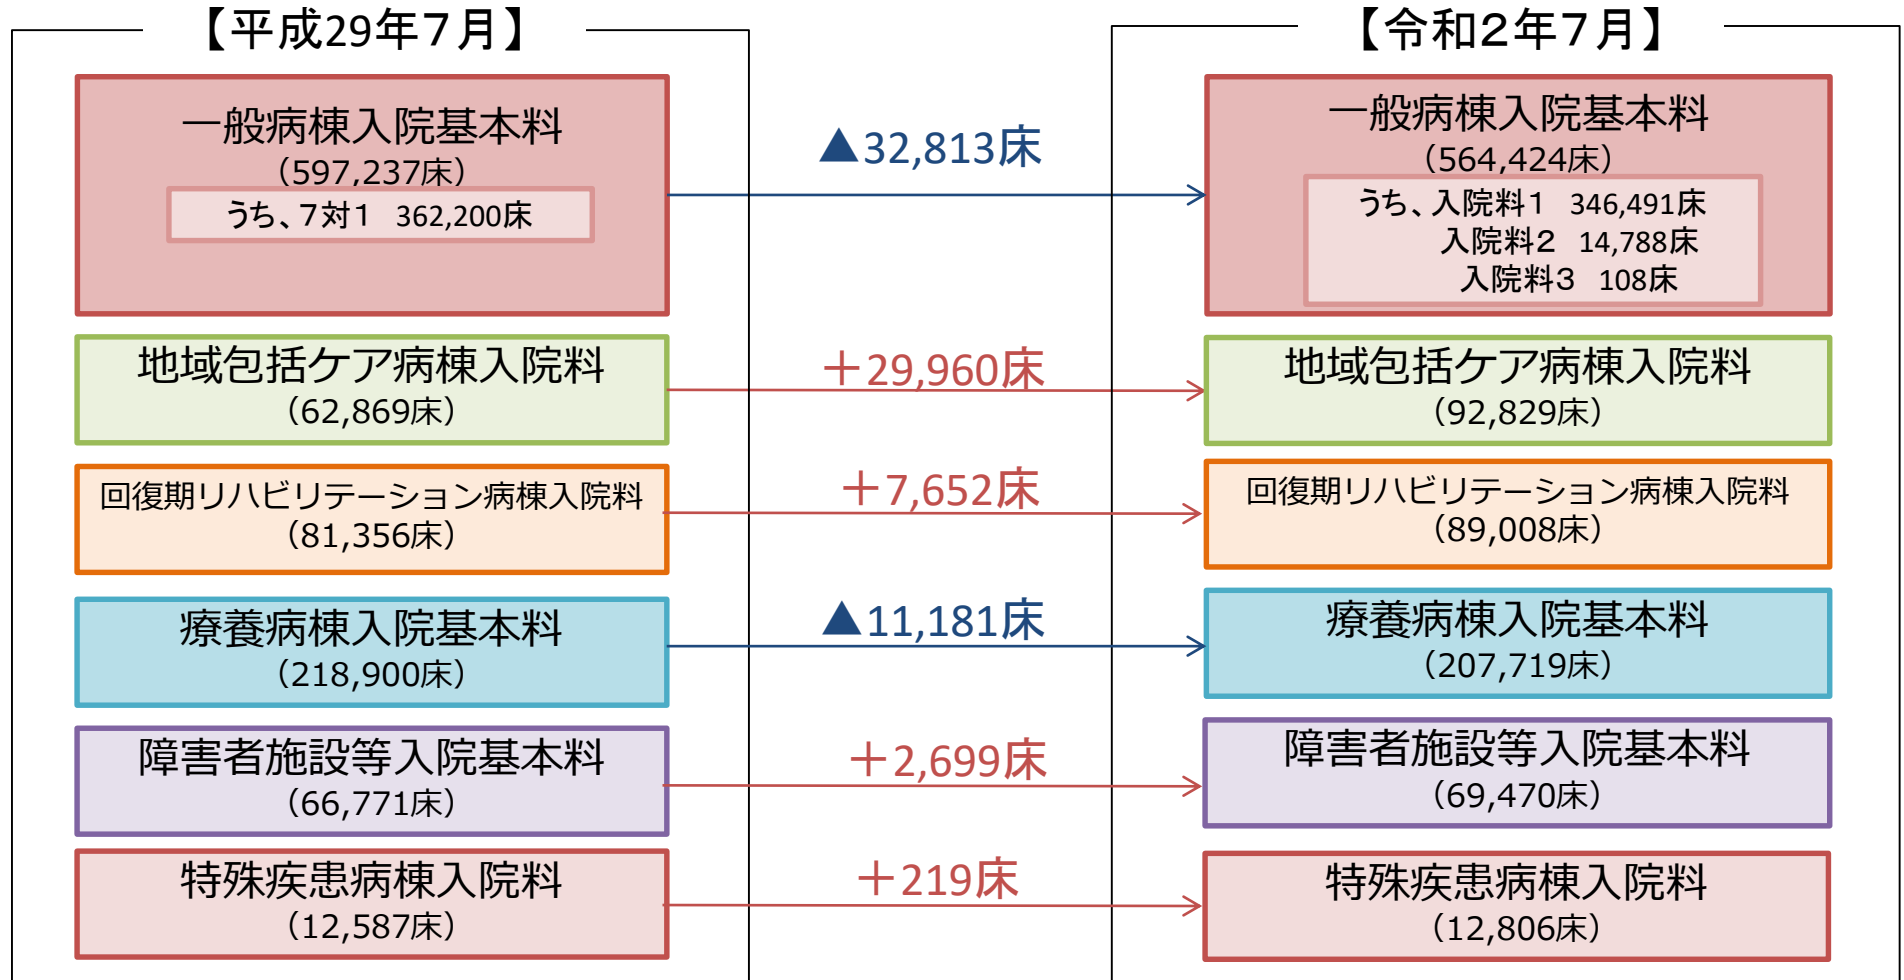 【平成29年７月】
一般病棟入院基本料
（597,237床）
うち、７対１　362,200床
地域包括ケア病棟入院料
（62,869床）
回復期リハビリテーション病棟入院料
（81,356床）
療養病棟入院基本料
（218,900床）
障害者施設等入院基本料
（66,771床）
特殊疾患病棟入院料
（12,587床）
▲32,813床
＋29,960床
＋7,652床
▲11,181床
＋2,699床
＋219床
【令和２年７月】
一般病棟入院基本料
（564,424床）
うち、入院料１　346,491床
入院料２　14,788床
入院料３　108床
地域包括ケア病棟入院料
（92,829床）
回復期リハビリテーション病棟入院料
（89,008床）
療養病棟入院基本料
（207,719床）
障害者施設等入院基本料
（69,470床）
特殊疾患病棟入院料
（12,806床）